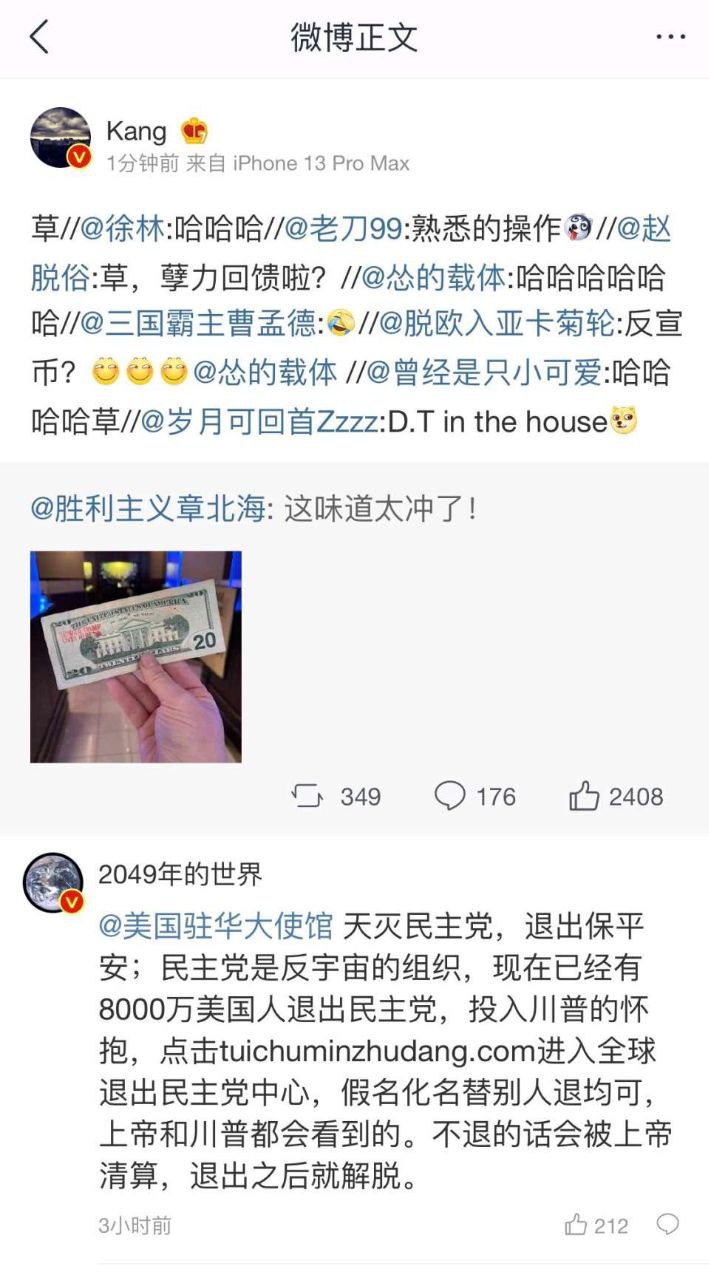 微博正文
Kang
1分钟前 来自 iPhone 13 Pro Max
草//@徐林:哈哈哈//@老刀99:熟悉的操作//@赵
脱俗:草，孽力回馈啦？//@怂的载体:哈哈哈哈哈
哈//@三国霸主曹孟德://@脱欧入亚卡菊轮:反宣
币？@怂的载体 //@曾经是只小可爱:哈哈
哈哈草//@岁月可回首Zzzz:D.T in the house
@胜利主义章北海: 这味道太冲了！
THE UNITED STATES OF AMERICA
20
20 TWENTY DOLLARS
349 176 2408
2049年的世界
@美国驻华大使馆 天灭民主党，退出保平
安；民主党是反宇宙的组织，现在已经有
8000万美国人退出民主党，投入川普的怀
抱，点击tuichuminzhudang.com进入全球
退出民主党中心，假名化名替别人退均可，
上帝和川普都会看到的。不退的话会被上帝
清算，退出之后就解脱。
3小时前 212